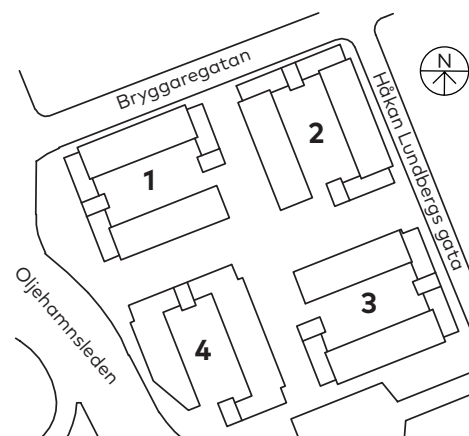 Bryggaregatan
N
Håkan Lundbergs gata
1
2
3
4
Oljehamnsleden